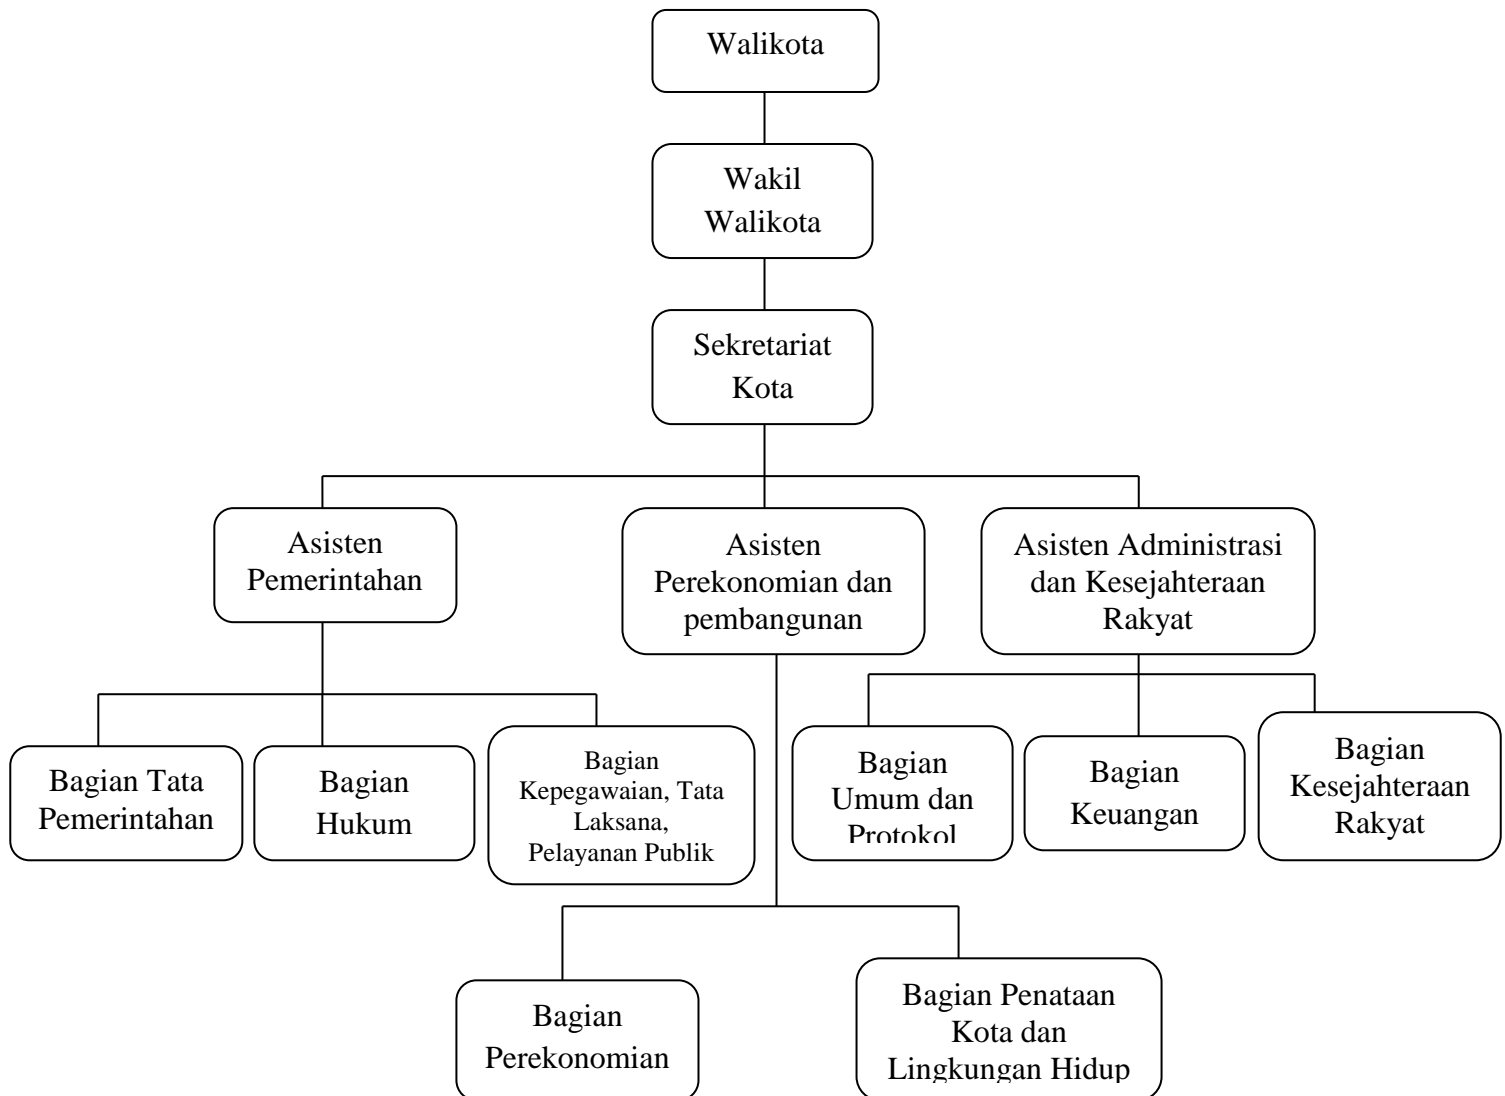 Walikota
Wakil
Walikota
Sekretariat
Kota
Asisten
Pemerintahan
Asisten
Perekonomian dan
pembangunan
Asisten Administrasi
dan Kesejahteraan
Rakyat
Bagian Tata
Pemerintahan
Bagian
Hukum
Bagian
Kepegawaian, Tata
Laksana,
Pelayanan Publik
Bagian
Umum dan
Protokol
Bagian
Keuangan
Bagian
Kesejahteraan
Rakyat
Bagian
Perekonomian
Bagian Penataan
Kota dan
Lingkungan Hidup